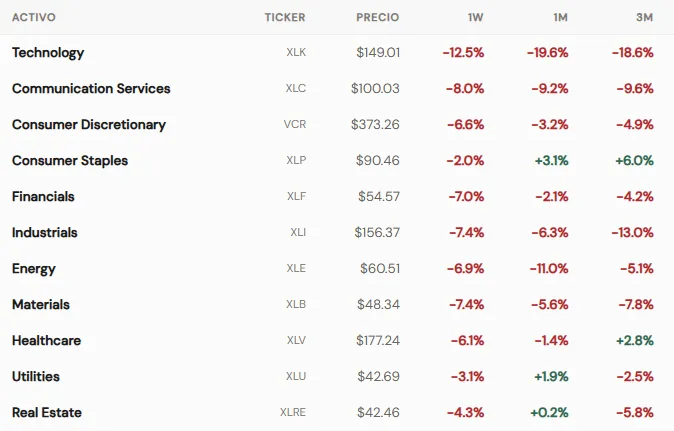 ACTIVO TICKER PRECIO 1W 1M 3M
Technology XLK $149.01 -12.5% -19.6% -18.6%
Communication Services XLC $100.03 -8.0% -9.2% -9.6%
Consumer Discretionary VCR $373.26 -6.6% -3.2% -4.9%
Consumer Staples XLP $90.46 -2.0% +3.1% +6.0%
Financials XLF $54.57 -7.0% -2.1% -4.2%
Industrials XLI $156.37 -7.4% -6.3% -13.0%
Energy XLE $60.51 -6.9% -11.0% -5.1%
Materials XLB $48.34 -7.4% -5.6% -7.8%
Healthcare XLV $177.24 -6.1% -1.4% +2.8%
Utilities XLU $42.69 -3.1% +1.9% -2.5%
Real Estate XLRE $42.46 -4.3% +0.2% -5.8%